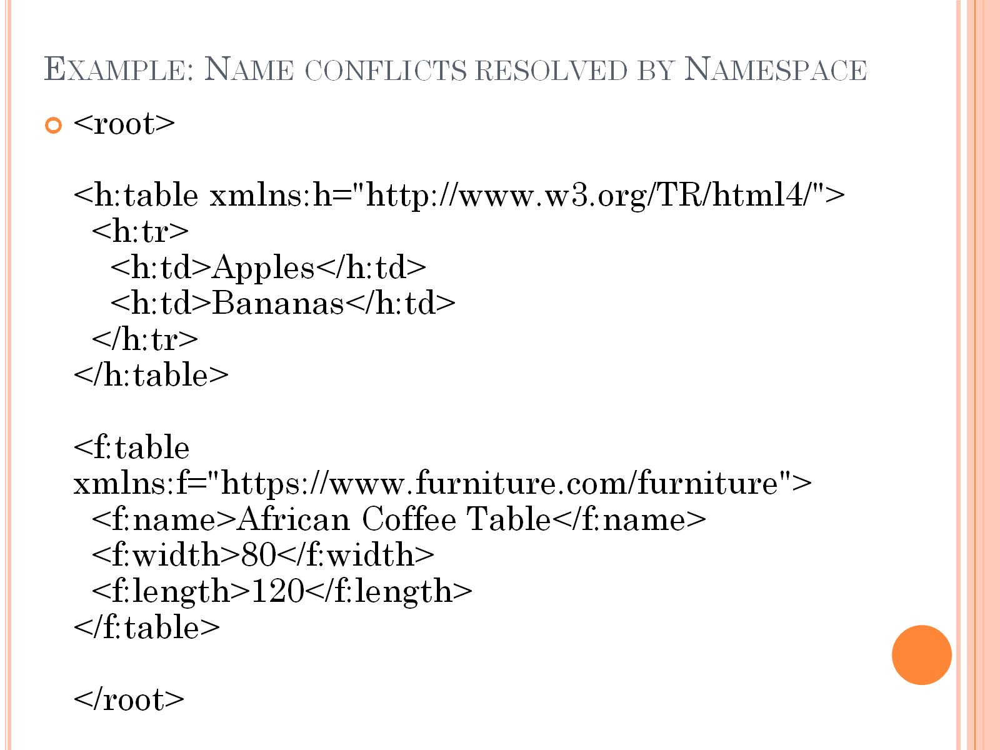 Example: Name conflicts resolved by Namespace
<root>
<h:table xmlns:h="http://www.w3.org/TR/html4/">
<h:tr>
<h:td>Apples</h:td>
<h:td>Bananas</h:td>
</h:tr>
</h:table>
<f:table
xmlns:f="https://www.furniture.com/furniture">
<f:name>African Coffee Table</f:name>
<f:width>80</f:width>
<f:length>120</f:length>
</f:table>
</root>